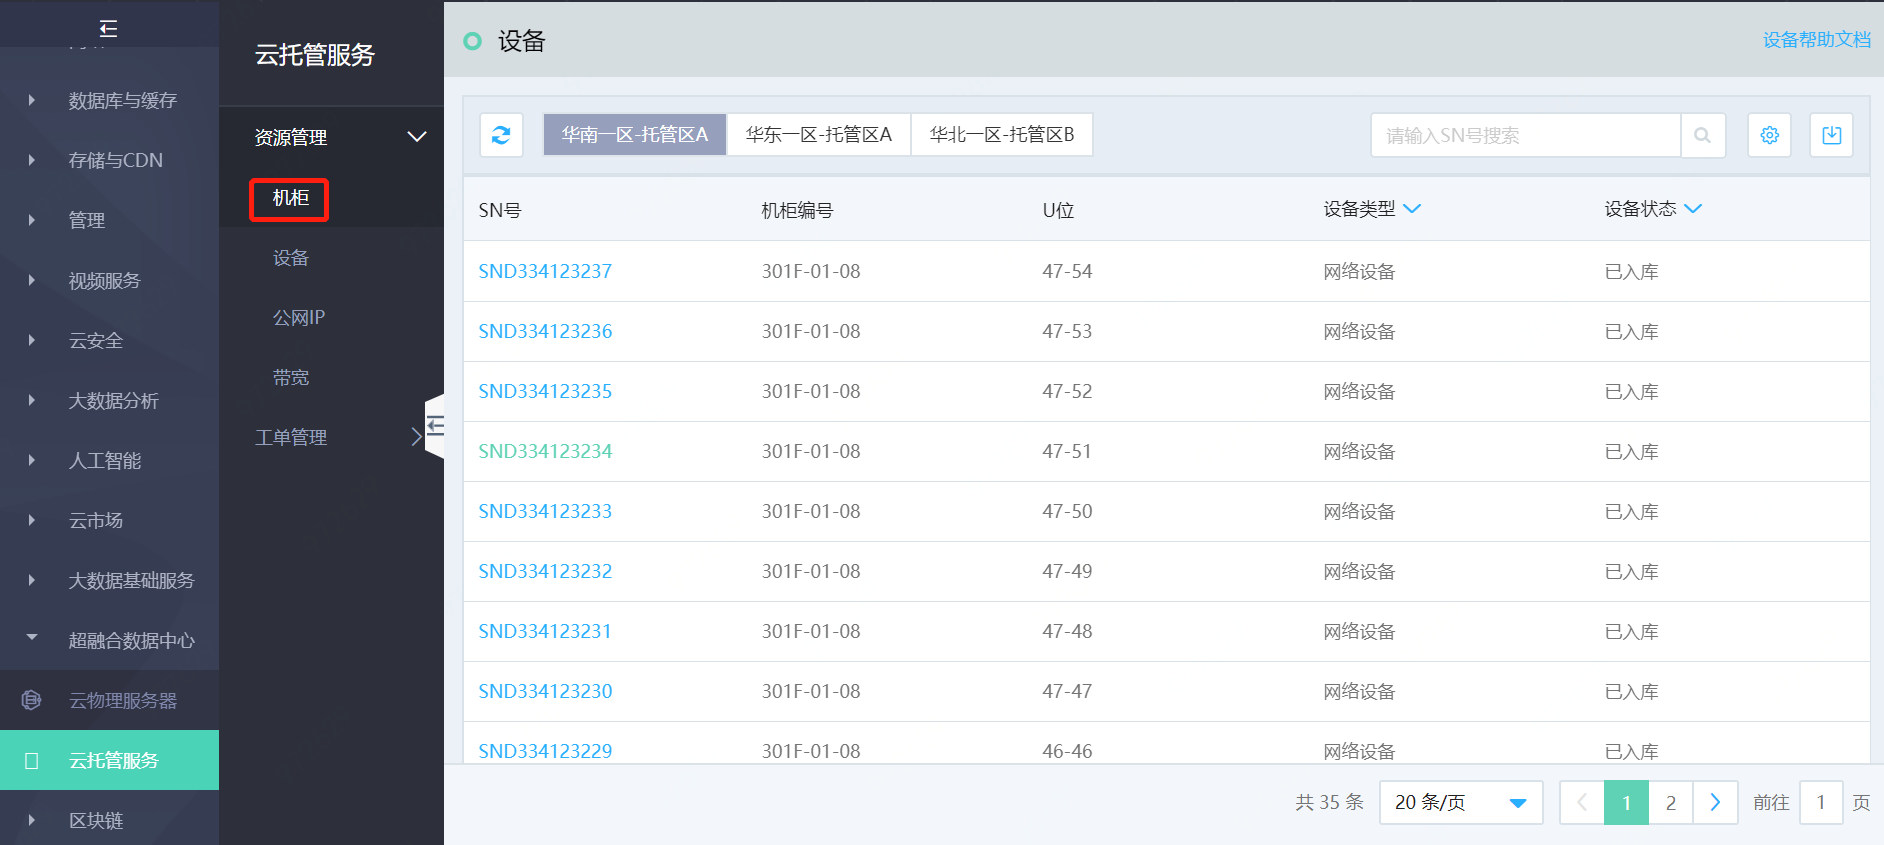 数据库与缓存
存储与CDN
管理
视频服务
云安全
大数据分析
人工智能
云市场
大数据基础服务
超融合数据中心
云物理服务器
云托管服务
区块链
云托管服务
资源管理
机柜
设备
公网IP
带宽
工单管理
设备
设备帮助文档
华南一区-托管区A 华东一区-托管区A 华北一区-托管区B 请输入SN号搜索
SN号 机柜编号 U位 设备类型 设备状态
SND334123237 301F-01-08 47-54 网络设备 已入库
SND334123236 301F-01-08 47-53 网络设备 已入库
SND334123235 301F-01-08 47-52 网络设备 已入库
SND334123234 301F-01-08 47-51 网络设备 已入库
SND334123233 301F-01-08 47-50 网络设备 已入库
SND334123232 301F-01-08 47-49 网络设备 已入库
SND334123231 301F-01-08 47-48 网络设备 已入库
SND334123230 301F-01-08 47-47 网络设备 已入库
SND334123229 301F-01-08 46-46 网络设备 已入库
共 35 条 20 条/页 1 2 前往 1 页